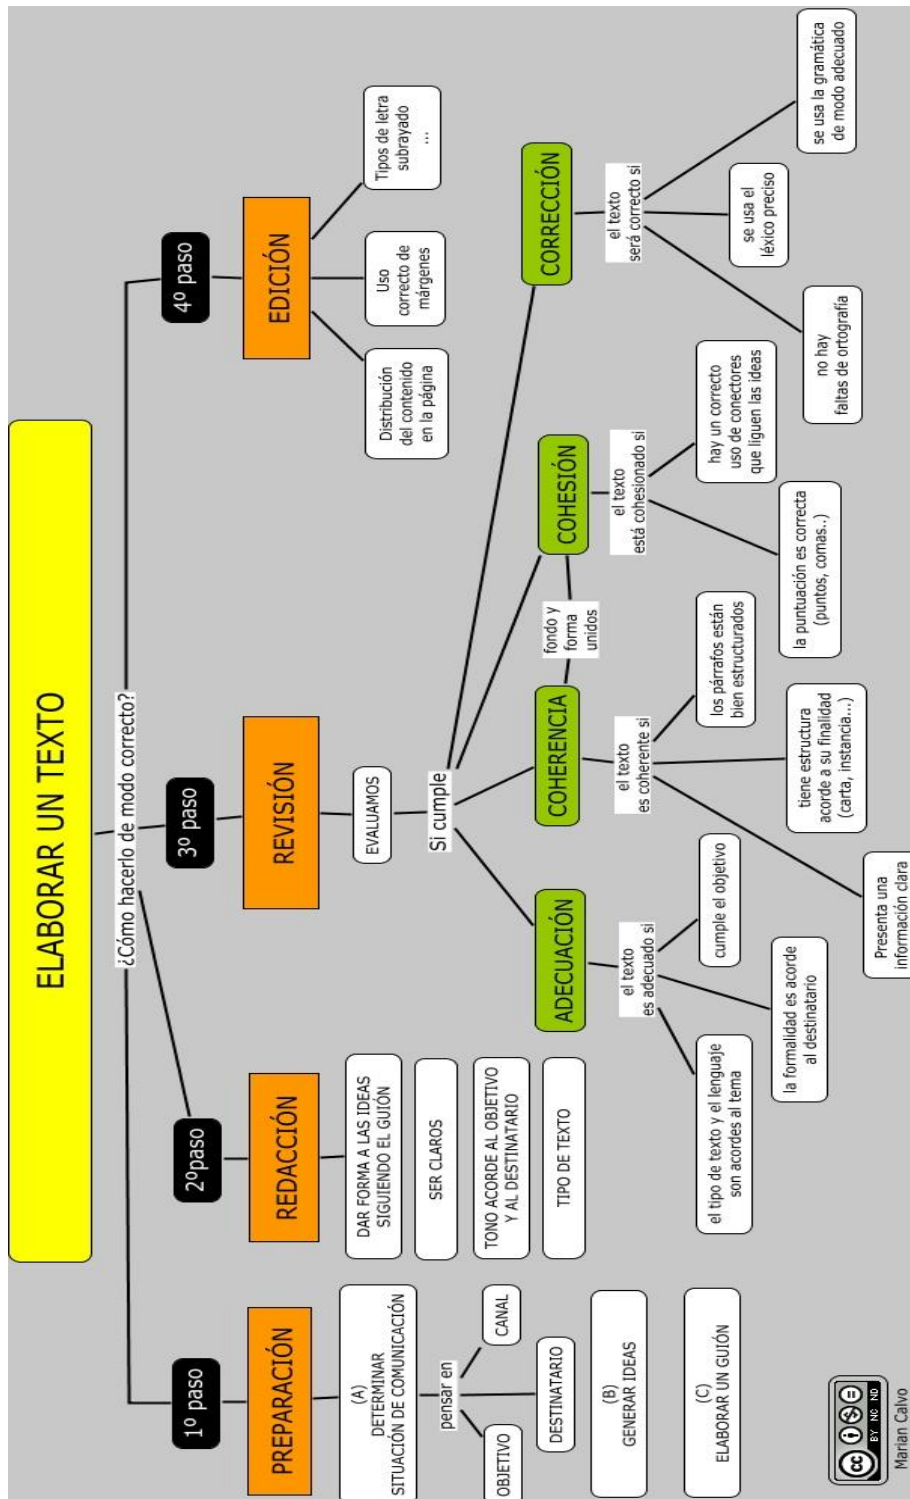 ELABORAR UN TEXTO
¿Cómo hacerlo de modo correcto?
1º paso
PREPARACIÓN
(A)
DETERMINAR
SITUACIÓN DE COMUNICACIÓN
pensar en
OBJETIVO
DESTINATARIO
CANAL
(B)
GENERAR IDEAS
(C)
ELABORAR UN GUIÓN
2ºpaso
REDACCIÓN
DAR FORMA A LAS IDEAS
SIGUIENDO EL GUIÓN
SER CLAROS
TONO ACORDE AL OBJETIVO
Y AL DESTINATARIO
TIPO DE TEXTO
3º paso
REVISIÓN
EVALUAMOS
Si cumple
ADECUACIÓN
el texto
es adecuado si
el tipo de texto y el lenguaje
son acordes al tema
la formalidad es acorde
al destinatario
cumple el objetivo
COHERENCIA
el texto
es coherente si
Presenta una
información clara
tiene estructura
acorde a su finalidad
(carta, instancia...)
los párrafos están
bien estructurados
fondo y
forma
unidos
COHESIÓN
el texto
está cohesionado si
la puntuación es correcta
(puntos, comas..)
hay un correcto
uso de conectores
que liguen las ideas
CORRECCIÓN
el texto
será correcto si
no hay
faltas de ortografía
se usa el
léxico preciso
se usa la gramática
de modo adecuado
4º paso
EDICIÓN
Distribución
del contenido
en la página
Uso
correcto de
márgenes
Tipos de letra
subrayado
...
cc
BY NC ND
Marian Calvo